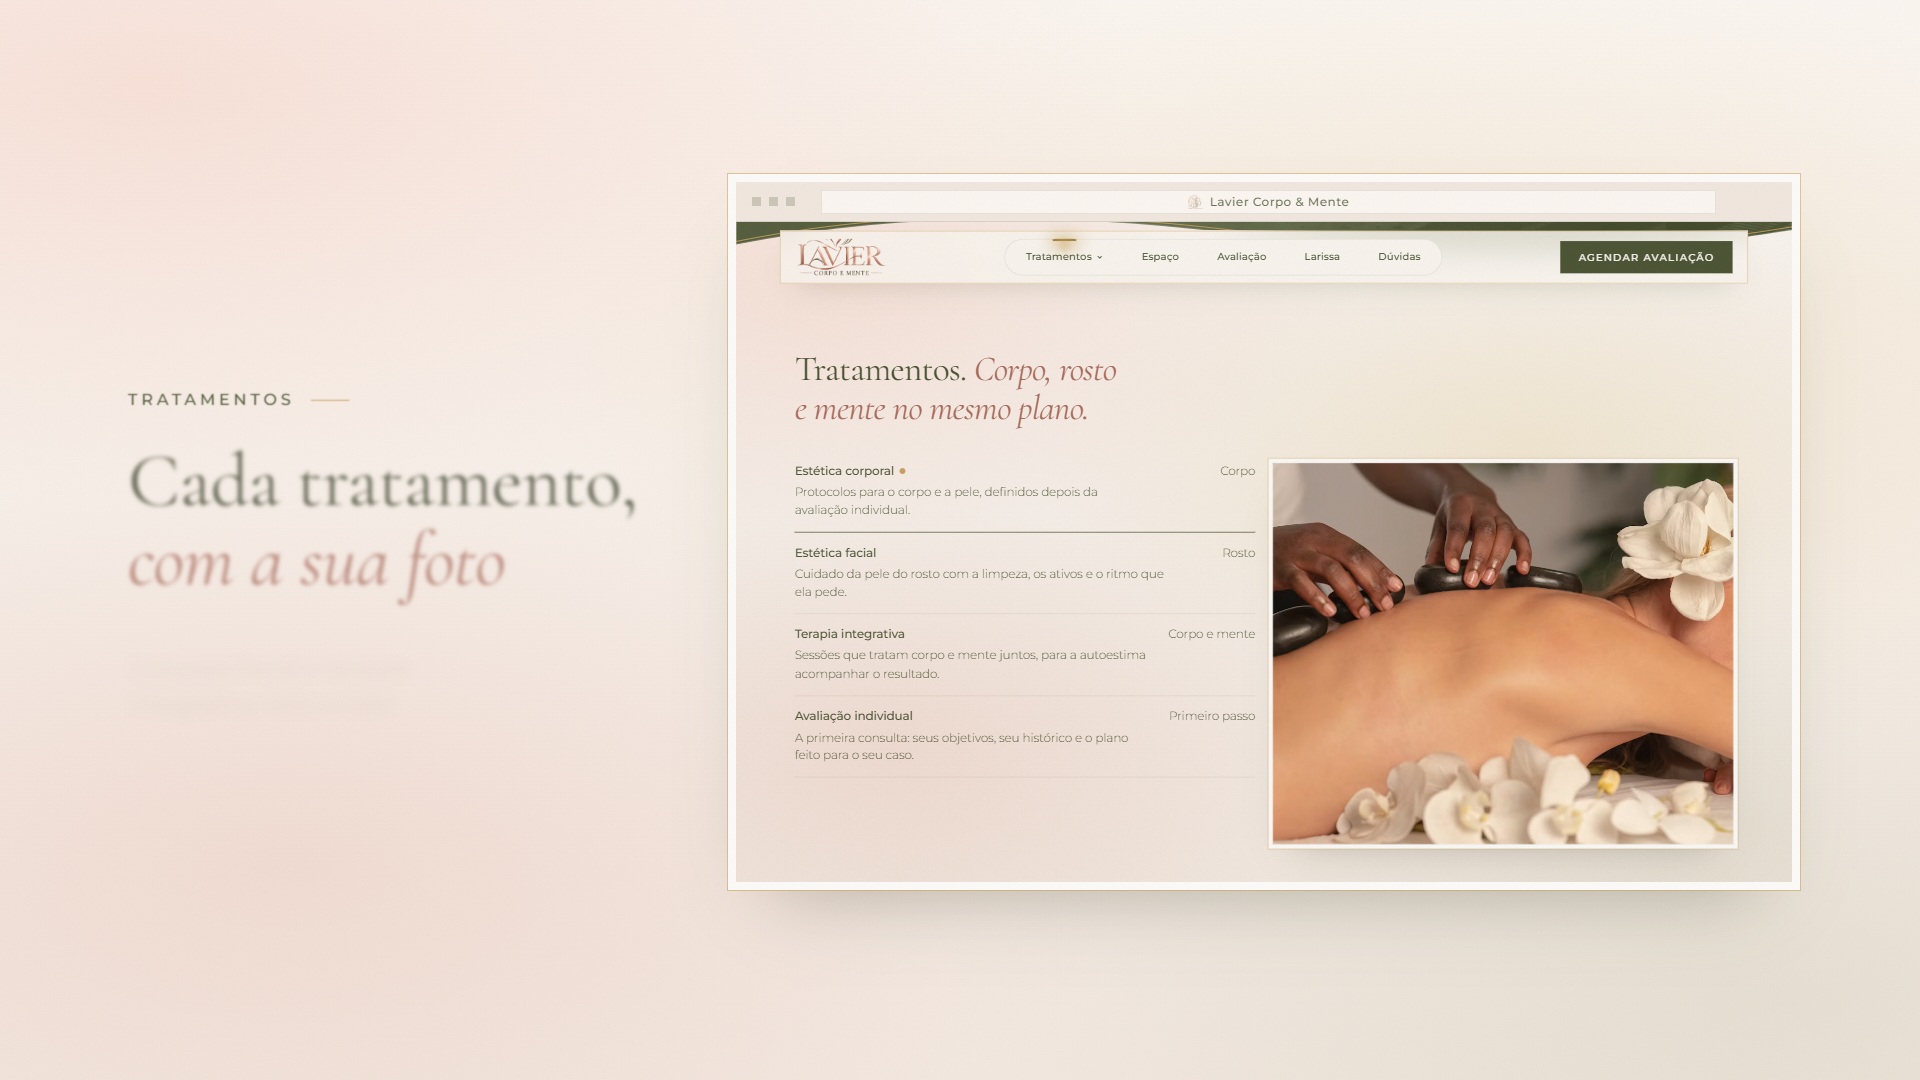 TRATAMENTOS
Cada tratamento,
com a sua foto
Lavier Corpo & Mente
LAVIER
CORPO E MENTE
Tratamentos
Espaço
Avaliação
Larissa
Dúvidas
AGENDAR AVALIAÇÃO
Tratamentos. Corpo, rosto
e mente no mesmo plano.
Estética corporal
Corpo
Protocolos para o corpo e a pele, definidos depois da
avaliação individual.
Estética facial
Rosto
Cuidado da pele do rosto com a limpeza, os ativos e o ritmo que
ela pede.
Terapia integrativa
Corpo e mente
Sessões que tratam corpo e mente juntos, para a autoestima
acompanhar o resultado.
Avaliação individual
Primeiro passo
A primeira consulta: seus objetivos, seu histórico e o plano
feito para o seu caso.